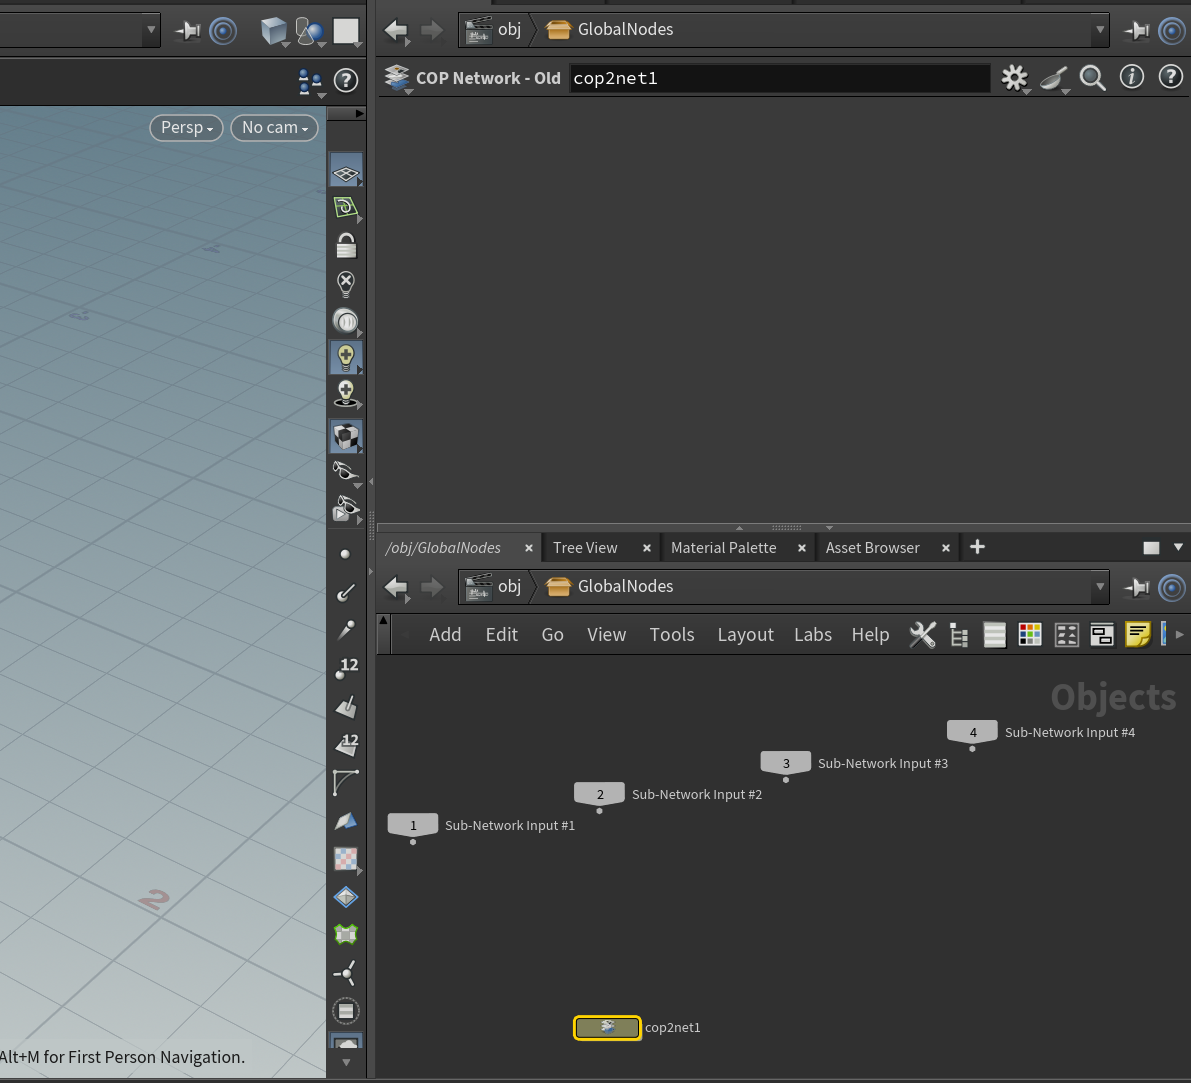 obj GlobalNodes
COP Network - Old cop2net1
Persp No cam
12
12
2
Alt+M for First Person Navigation.
/obj/GlobalNodes Tree View Material Palette Asset Browser
obj GlobalNodes
Add Edit Go View Tools Layout Labs Help
Objects
4 Sub-Network Input #4
3 Sub-Network Input #3
2 Sub-Network Input #2
1 Sub-Network Input #1
cop2net1